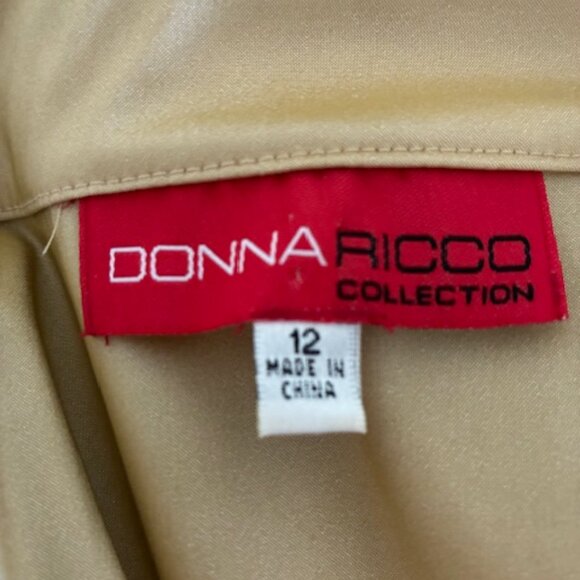 DONNA RICCO
COLLECTION
12
MADE IN
CHINA